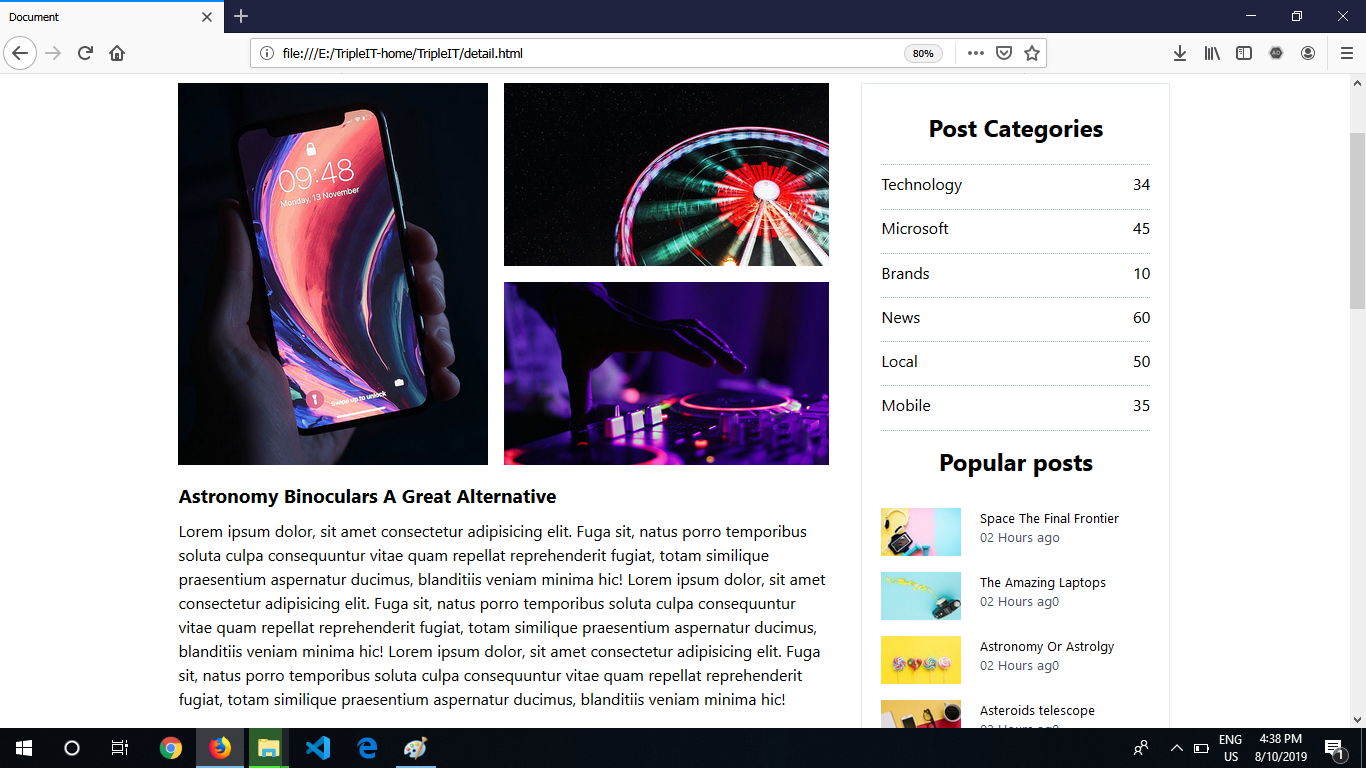 Document
file:///E:/TripleIT-home/TripleIT/detail.html
80%
09:48
Monday, 13 November
Swipe up to unlock
Astronomy Binoculars A Great Alternative
Lorem ipsum dolor, sit amet consectetur adipisicing elit. Fuga sit, natus porro temporibus
soluta culpa consequuntur vitae quam repellat reprehenderit fugiat, totam similique
praesentium aspernatur ducimus, blanditiis veniam minima hic! Lorem ipsum dolor, sit amet
consectetur adipisicing elit. Fuga sit, natus porro temporibus soluta culpa consequuntur
vitae quam repellat reprehenderit fugiat, totam similique praesentium aspernatur ducimus,
blanditiis veniam minima hic! Lorem ipsum dolor, sit amet consectetur adipisicing elit. Fuga
sit, natus porro temporibus soluta culpa consequuntur vitae quam repellat reprehenderit
fugiat, totam similique praesentium aspernatur ducimus, blanditiis veniam minima hic!
Post Categories
Technology 34
Microsoft 45
Brands 10
News 60
Local 50
Mobile 35
Popular posts
Space The Final Frontier
02 Hours ago
The Amazing Laptops
02 Hours ag0
Astronomy Or Astrolgy
02 Hours ag0
Asteroids telescope
02 Hours ag0
ENG
US
4:38 PM
8/10/2019
1